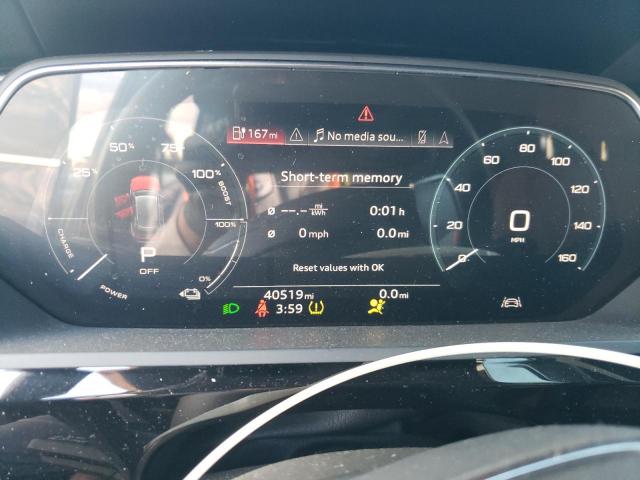 167 mi No media sou...
Short-term memory
Ø --.- mi/kWh 0:01 h
Ø 0 mph 0.0 mi
Reset values with OK
40519 mi 0.0 mi
3:59
25% 50% 75% 100%
BOOST
100%
0%
CHARGE
POWER
P
OFF
0 20 40 60 80 100 120 140 160
0
MPH